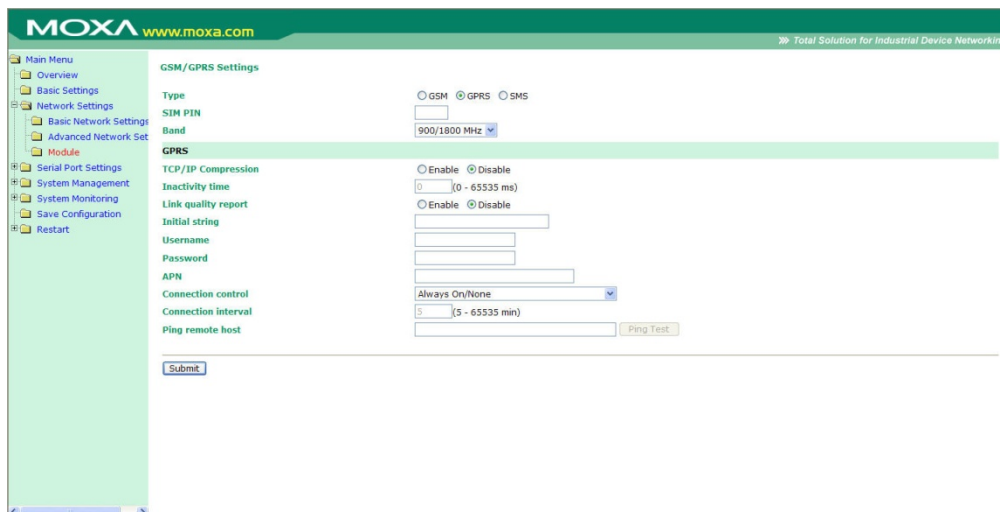 MOXA www.moxa.com
Total Solution for Industrial Device Networkin
Main Menu
Overview
Basic Settings
Network Settings
Basic Network Settings
Advanced Network Set
Module
Serial Port Settings
System Management
System Monitoring
Save Configuration
Restart
GSM/GPRS Settings
Type GSM GPRS SMS
SIM PIN
Band 900/1800 MHz
GPRS
TCP/IP Compression Enable Disable
Inactivity time 0 (0 - 65535 ms)
Link quality report Enable Disable
Initial string
Username
Password
APN
Connection control Always On/None
Connection interval 5 (5 - 65535 min)
Ping remote host Ping Test
Submit